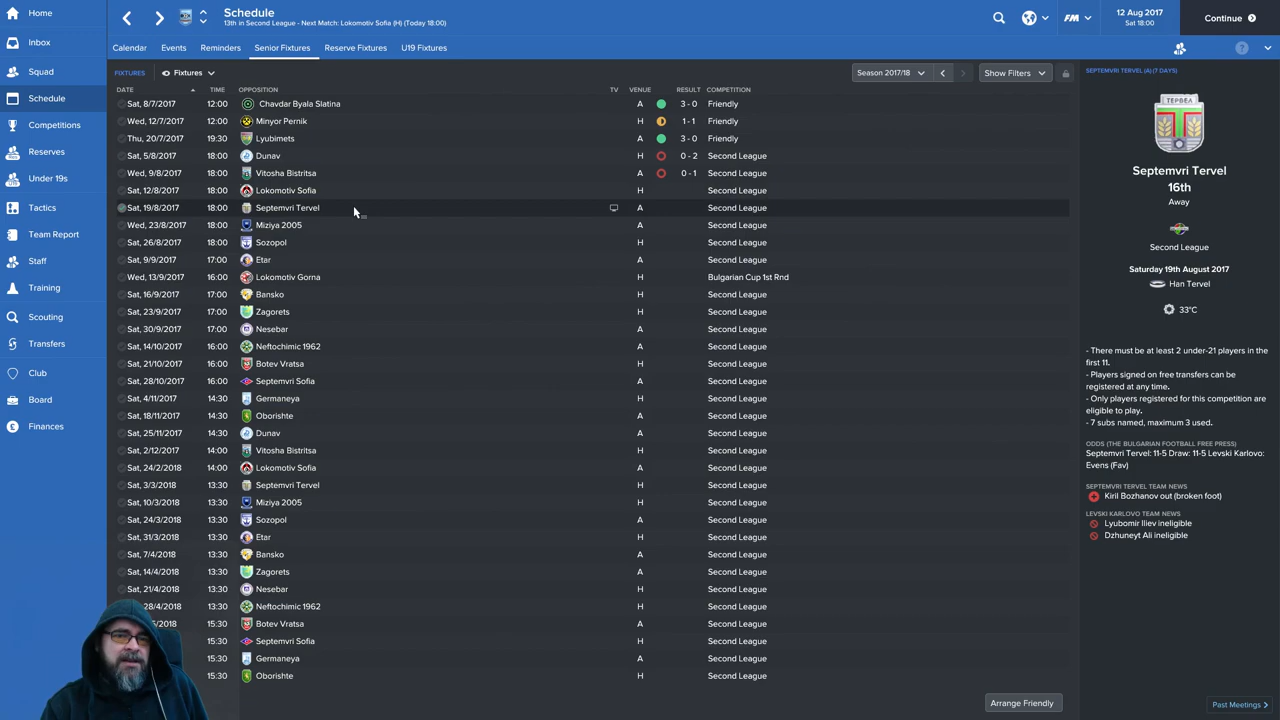 Home
Inbox
Squad
Schedule
Competitions
Reserves
Under 19s
Tactics
Team Report
Staff
Training
Scouting
Transfers
Club
Board
Finances
Schedule
13th in Second League - Next Match: Lokomotiv Sofia (H) (Today 18:00)
FM
12 Aug 2017
Sat 18:00
Continue
Calendar Events Reminders Senior Fixtures Reserve Fixtures U19 Fixtures
FIXTURES Fixtures Season 2017/18 Show Filters
DATE TIME OPPOSITION TV VENUE RESULT COMPETITION
Sat, 8/7/2017 12:00 Chavdar Byala Slatina A 3 - 0 Friendly
Wed, 12/7/2017 12:00 Minyor Pernik H 1 - 1 Friendly
Thu, 20/7/2017 19:30 Lyubimets A 3 - 0 Friendly
Sat, 5/8/2017 18:00 Dunav H 0 - 2 Second League
Wed, 9/8/2017 18:00 Vitosha Bistritsa A 0 - 1 Second League
Sat, 12/8/2017 18:00 Lokomotiv Sofia H Second League
Sat, 19/8/2017 18:00 Septemvri Tervel A Second League
Wed, 23/8/2017 18:00 Miziya 2005 A Second League
Sat, 26/8/2017 18:00 Sozopol H Second League
Sat, 9/9/2017 17:00 Etar A Second League
Wed, 13/9/2017 16:00 Lokomotiv Gorna H Bulgarian Cup 1st Rnd
Sat, 16/9/2017 17:00 Bansko H Second League
Sat, 23/9/2017 17:00 Zagorets H Second League
Sat, 30/9/2017 17:00 Nesebar A Second League
Sat, 14/10/2017 16:00 Neftochimic 1962 A Second League
Sat, 21/10/2017 16:00 Botev Vratsa H Second League
Sat, 28/10/2017 16:00 Septemvri Sofia A Second League
Sat, 4/11/2017 14:30 Germaneya H Second League
Sat, 18/11/2017 14:30 Oborishte A Second League
Sat, 25/11/2017 14:30 Dunav A Second League
Sat, 2/12/2017 14:00 Vitosha Bistritsa H Second League
Sat, 24/2/2018 14:00 Lokomotiv Sofia A Second League
Sat, 3/3/2018 13:30 Septemvri Tervel H Second League
Sat, 10/3/2018 13:30 Miziya 2005 H Second League
Sat, 24/3/2018 13:30 Sozopol A Second League
Sat, 31/3/2018 13:30 Etar H Second League
Sat, 7/4/2018 13:30 Bansko A Second League
Sat, 14/4/2018 13:30 Zagorets A Second League
Sat, 21/4/2018 13:30 Nesebar H Second League
28/4/2018 13:30 Neftochimic 1962 H Second League
/2018 15:30 Botev Vratsa A Second League
15:30 Septemvri Sofia H Second League
15:30 Germaneya A Second League
15:30 Oborishte H Second League
Arrange Friendly
SEPTEMVRI TERVEL (A) (7 DAYS)
ТЕРВЕЛ
Septemvri Tervel
16th
Away
Second League
Saturday 19th August 2017
Han Tervel
33°C
- There must be at least 2 under-21 players in the
first 11.
- Players signed on free transfers can be
registered at any time.
- Only players registered for this competition are
eligible to play.
- 7 subs named, maximum 3 used.
ODDS (THE BULGARIAN FOOTBALL FREE PRESS)
Septemvri Tervel: 11-5 Draw: 11-5 Levski Karlovo:
Evens (Fav)
SEPTEMVRI TERVEL TEAM NEWS
Kiril Bozhanov out (broken foot)
LEVSKI KARLOVO TEAM NEWS
Lyubomir Iliev ineligible
Dzhuneyt Ali ineligible
Past Meetings